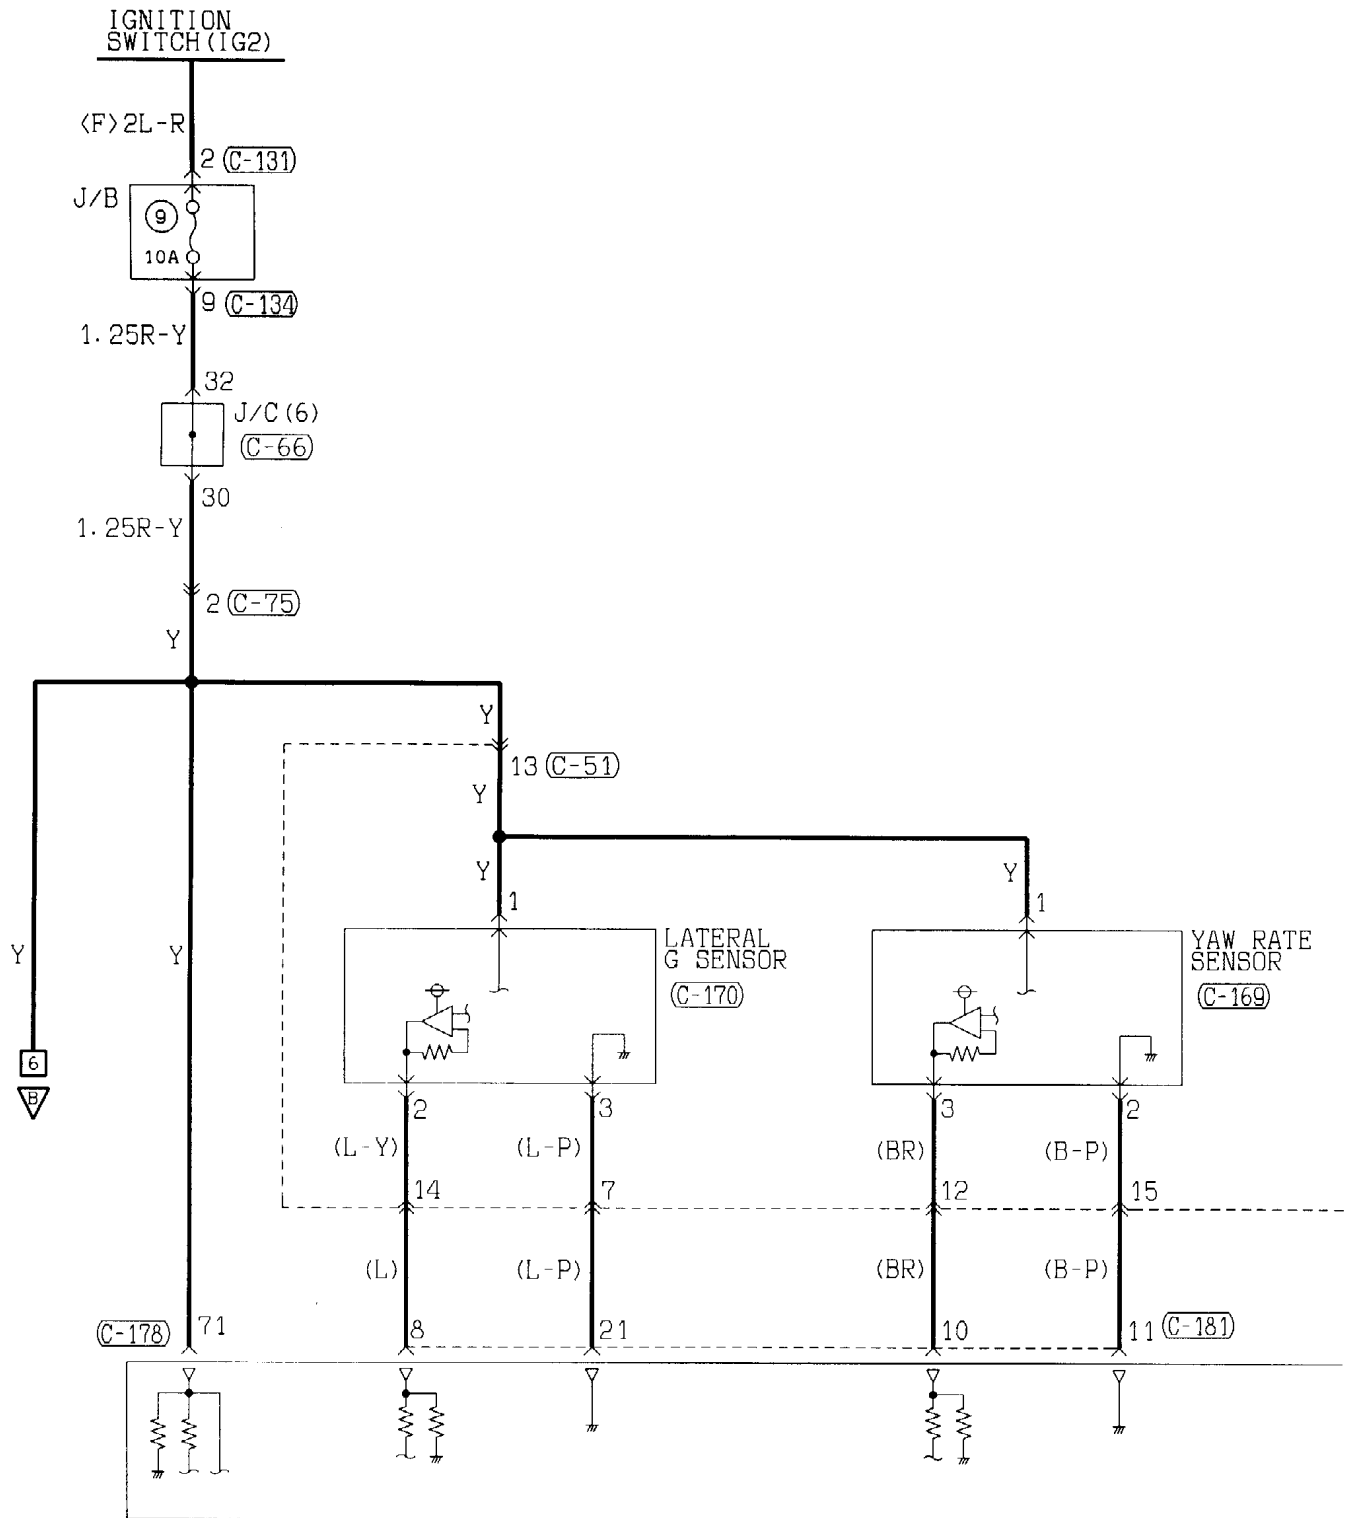 IGNITION
SWITCH(IG2)
<F>2L-R
2 C-131
J/B
9
10A
9 C-134
1.25R-Y
32
J/C(6)
C-66
30
1.25R-Y
2 C-75
Y
Y
13 C-51
Y
Y
1
Y
1
LATERAL
G SENSOR
C-170
YAW RATE
SENSOR
C-169
Y
Y
6
B
2
3
3
2
(L-Y)
(L-P)
(BR)
(B-P)
14
7
12
15
(L)
(L-P)
(BR)
(B-P)
C-178 71
8
21
10
11 C-181